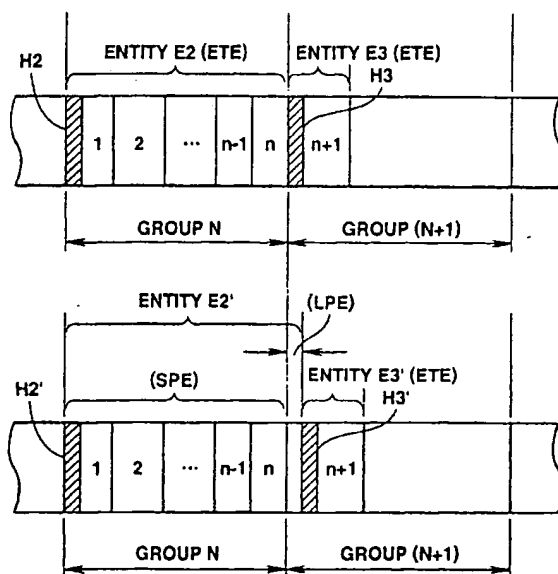 ENTITY E2 (ETE) ENTITY E3 (ETE)
H2 H3
1 2 ... n-1 n n+1
GROUP N GROUP (N+1)
ENTITY E2' (LPE)
(SPE) ENTITY E3' (ETE)
H2' H3'
1 2 ... n-1 n n+1
GROUP N GROUP (N+1)